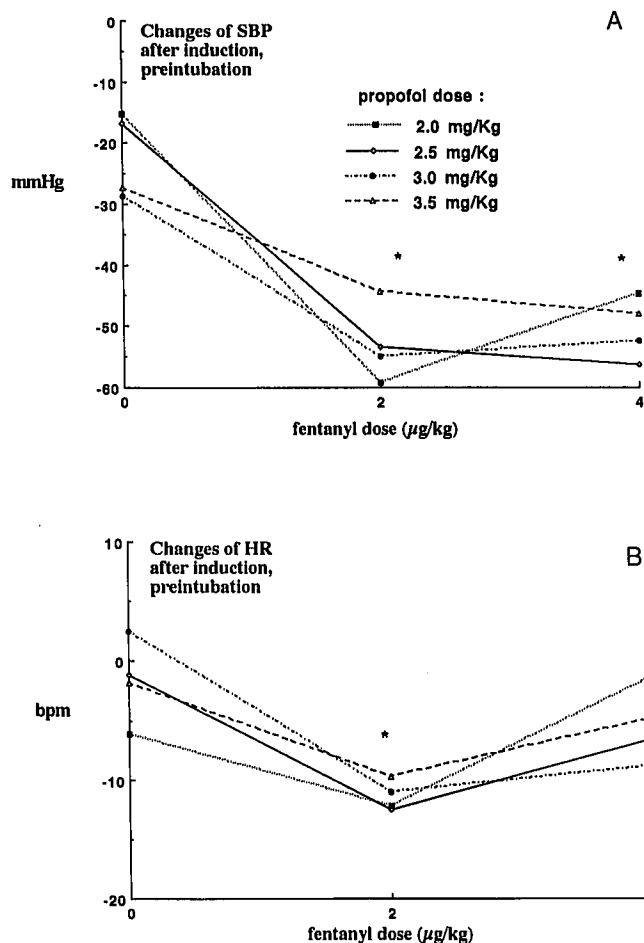 A
Changes of SBP
after induction,
preintubation
0
-10
-20
-30
-40
-50
-60
mmHg
propofol dose :
2.0 mg/Kg
2.5 mg/Kg
3.0 mg/Kg
3.5 mg/Kg
*
*
0
2
4
fentanyl dose (µg/kg)
B
Changes of HR
after induction,
preintubation
10
0
-10
-20
bpm
*
0
2
fentanyl dose (µg/kg)